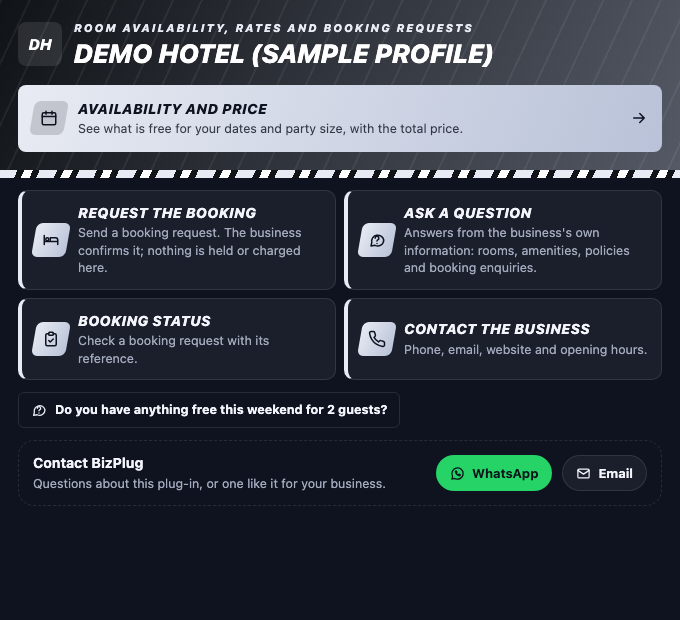 DH
ROOM AVAILABILITY, RATES AND BOOKING REQUESTS
DEMO HOTEL (SAMPLE PROFILE)
AVAILABILITY AND PRICE
See what is free for your dates and party size, with the total price.
REQUEST THE BOOKING
Send a booking request. The business
confirms it; nothing is held or charged
here.
ASK A QUESTION
Answers from the business's own
information: rooms, amenities, policies
and booking enquiries.
BOOKING STATUS
Check a booking request with its
reference.
CONTACT THE BUSINESS
Phone, email, website and opening hours.
Do you have anything free this weekend for 2 guests?
Contact BizPlug
Questions about this plug-in, or one like it for your business.
WhatsApp
Email